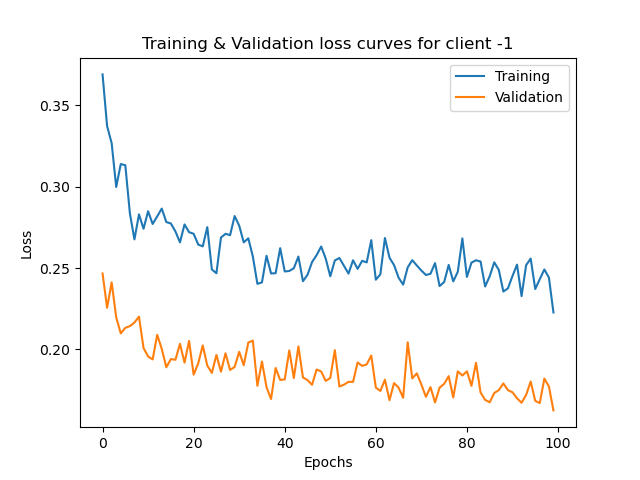 Training & Validation loss curves for client -1
Training
Validation
Loss
0.35
0.30
0.25
0.20
0
20
40
60
80
100
Epochs